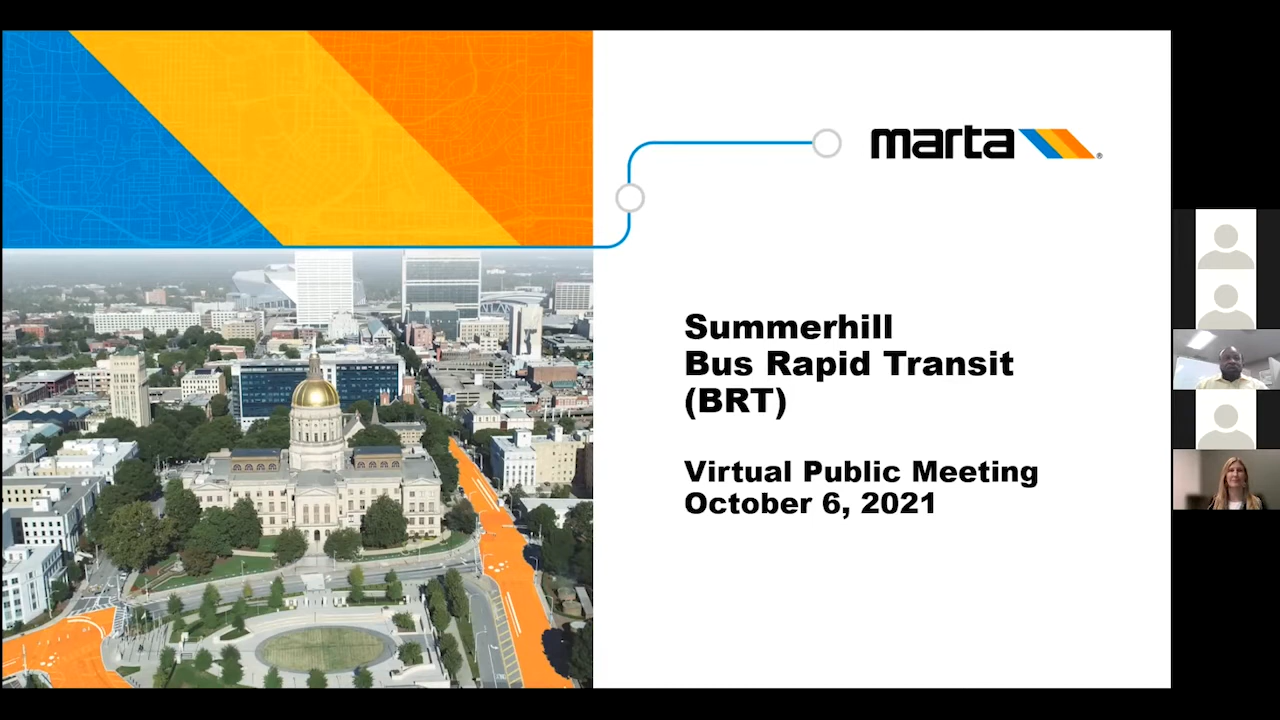 marta
Summerhill
Bus Rapid Transit
(BRT)
Virtual Public Meeting
October 6, 2021